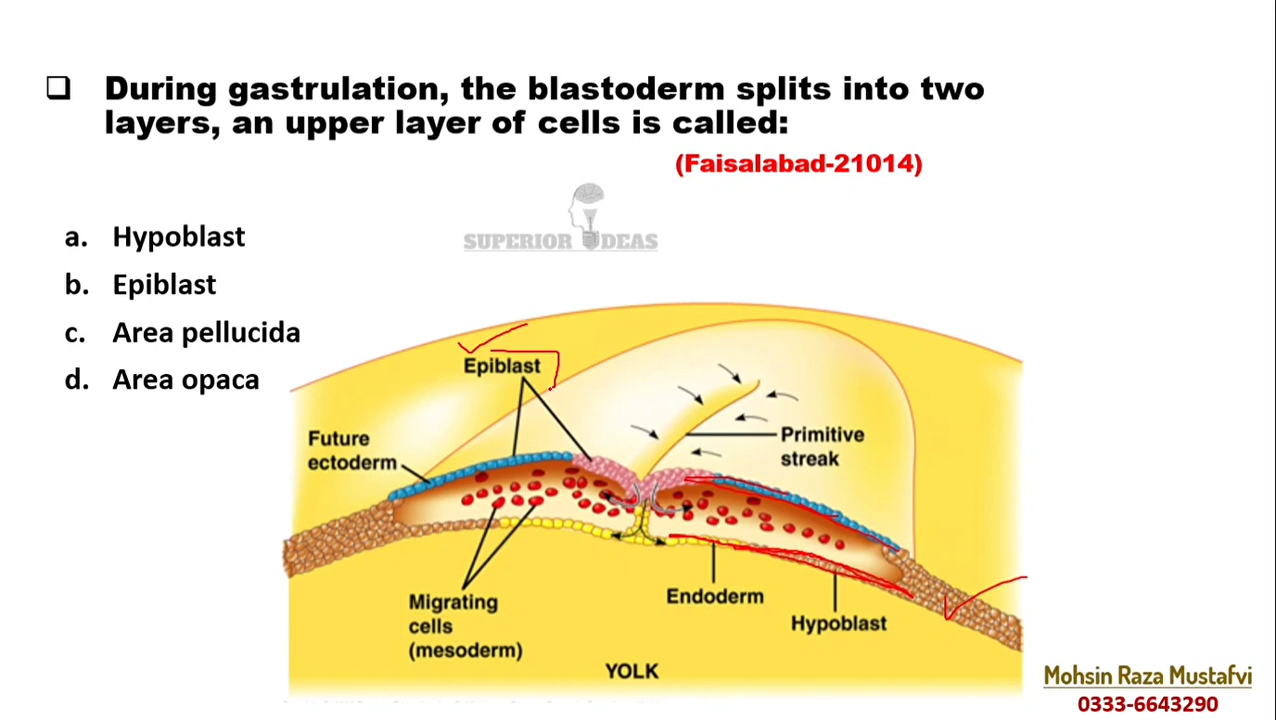 During gastrulation, the blastoderm splits into two
layers, an upper layer of cells is called:
(Faisalabad-21014)
SUPERIOR IDEAS
a. Hypoblast
b. Epiblast
c. Area pellucida
d. Area opaca
Epiblast
Future
ectoderm
Primitive
streak
Migrating
cells
(mesoderm)
Endoderm
Hypoblast
YOLK
Mohsin Raza Mustafvi
0333-6643290